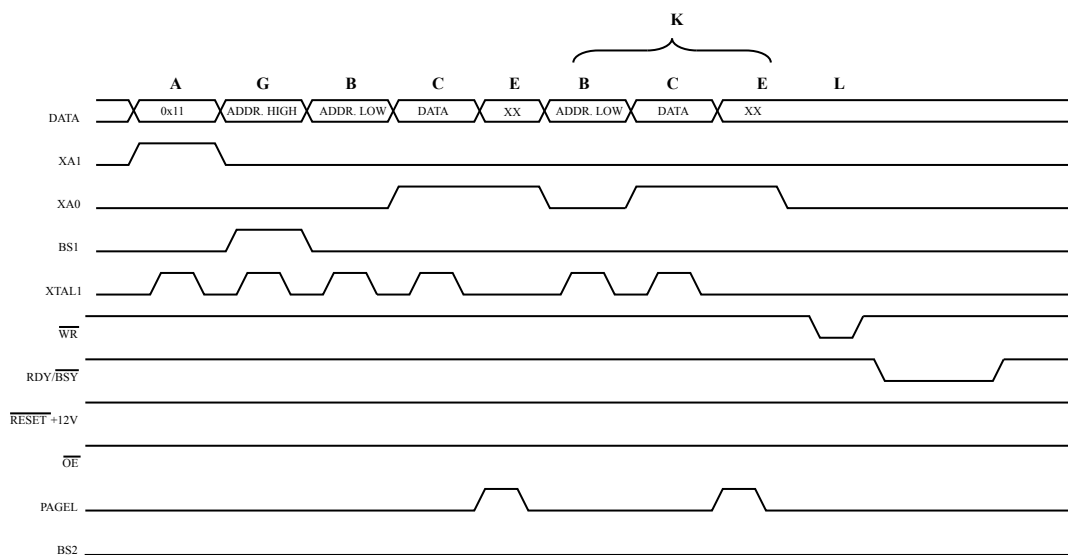 K
A G B C E B C E L
DATA 0x11 ADDR. HIGH ADDR. LOW DATA XX ADDR. LOW DATA XX
XA1
XA0
BS1
XTAL1
WR
RDY/BSY
RESET +12V
OE
PAGEL
BS2